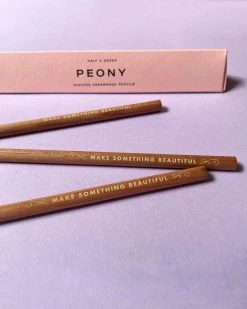 HALF A DOZEN
PEONY
SCENTED CEDARWOOD PENCILS
MAKE SOMETHING BEAUTIFUL
MAKE SOMETHING BEAUTIFUL
MAKE SOMETHING BEAUTIFUL